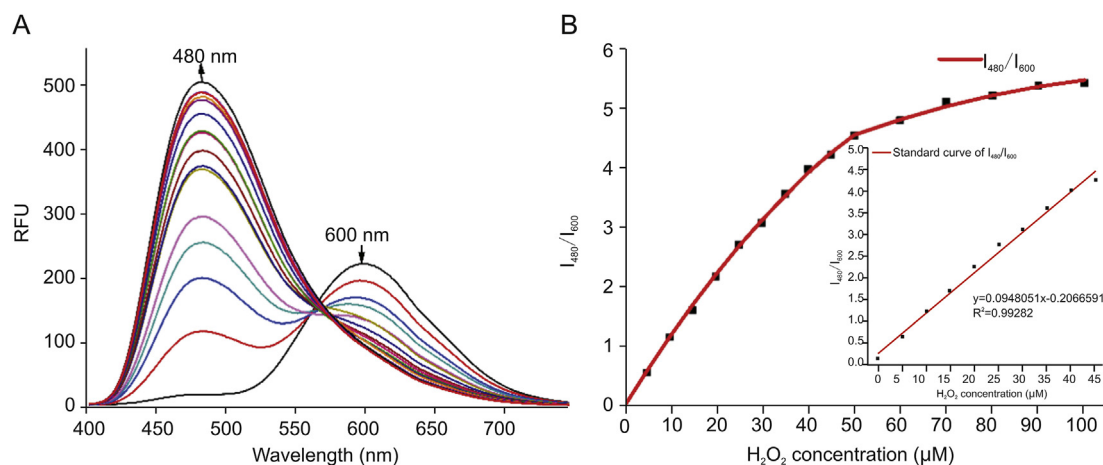 A
480 nm
600 nm
RFU
500
400
300
200
100
0
400 450 500 550 600 650 700
Wavelength (nm)
B
I₄₈₀/I₆₀₀
I₄₈₀/I₆₀₀
6
5
4
3
2
1
0
0 10 20 30 40 50 60 70 80 90 100
H₂O₂ concentration (μM)
Standard curve of I₄₈₀/I₆₀₀
I₄₈₀/I₆₀₀
5.0
4.5
4.0
3.5
3.0
2.5
2.0
1.5
1.0
0.5
0.0
y=0.0948051x-0.2066591
R²=0.99282
0 5 10 15 20 25 30 35 40 45
H₂O₂ concentration (μM)